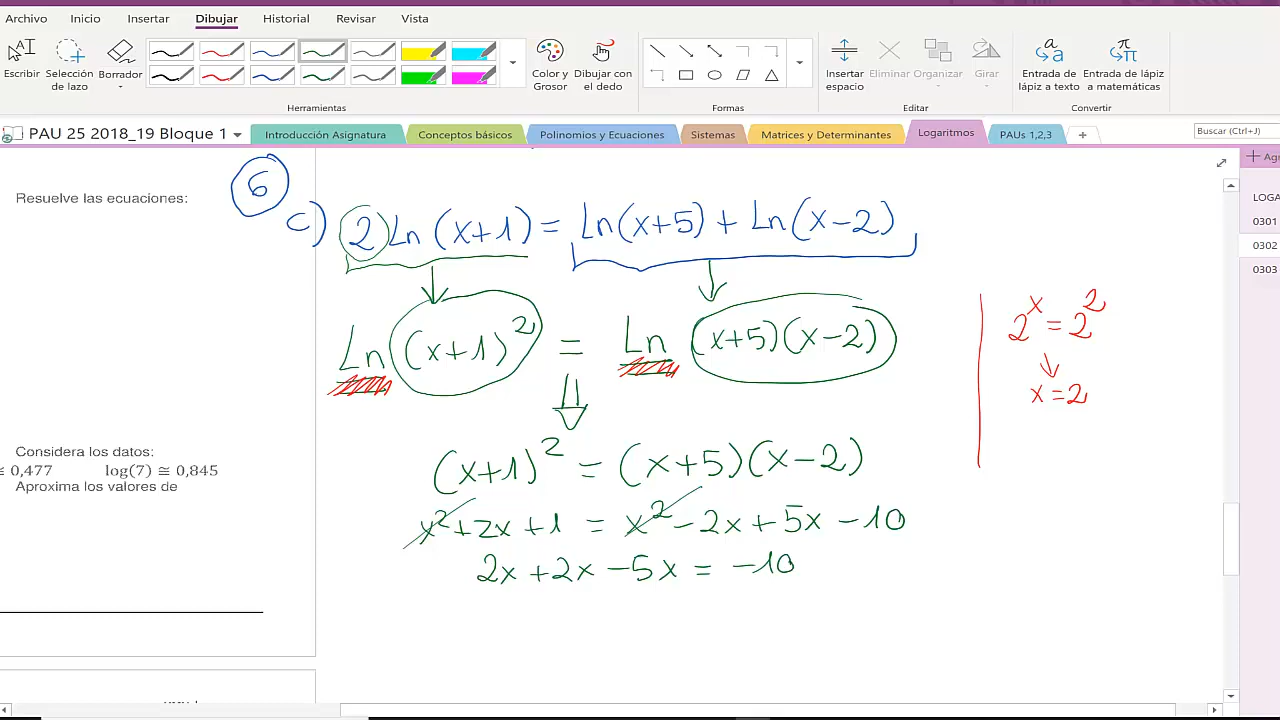 Archivo Inicio Insertar Dibujar Historial Revisar Vista
Escribir Selección de lazo Borrador Color y Grosor Dibujar con el dedo Insertar espacio Eliminar Organizar Girar Entrada de lápiz a texto Entrada de lápiz a matemáticas
Herramientas Formas Editar Convertir
PAU 25 2018_19 Bloque 1 Introducción Asignatura Conceptos básicos Polinomios y Ecuaciones Sistemas Matrices y Determinantes Logaritmos PAUs 1,2,3 + Buscar (Ctrl+J)
Resuelve las ecuaciones:
6
c) 2 Ln (x+1) = Ln(x+5) + Ln(x-2)
Ln (x+1)² = Ln (x+5)(x-2)
(x+1)² = (x+5)(x-2)
x² + 2x + 1 = x² - 2x + 5x - 10
2x + 2x - 5x = -10
2ˣ = 2²
x = 2
Considera los datos:
≅ 0,477 log(7) ≅ 0,845
Aproxima los valores de
LOGA
0301
0302
0303